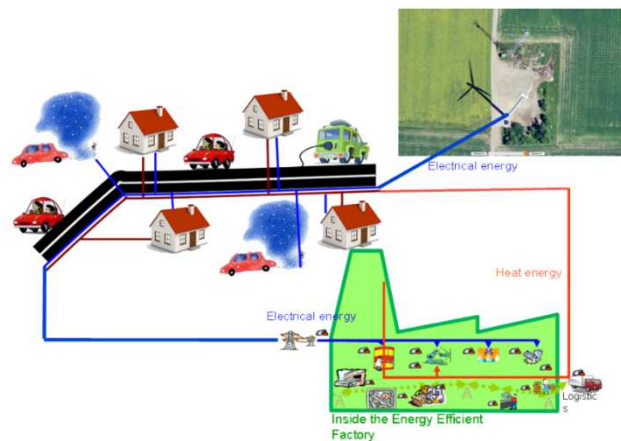 Electrical energy
Heat energy
Electrical energy
Logistic
s
Inside the Energy Efficient
Factory